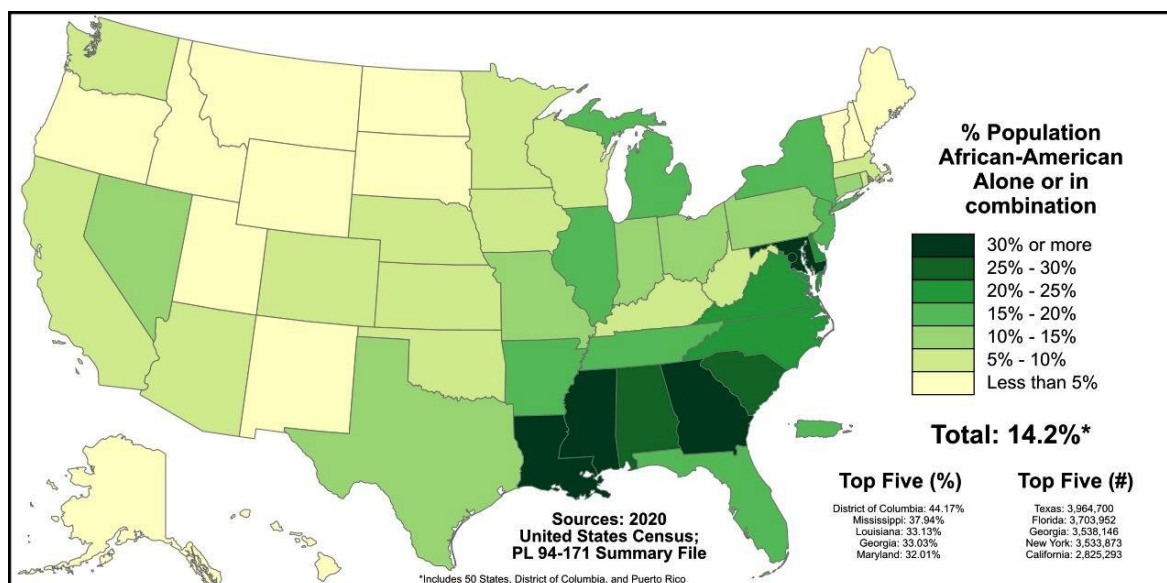 % Population
African-American
Alone or in
combination
30% or more
25% - 30%
20% - 25%
15% - 20%
10% - 15%
5% - 10%
Less than 5%
Total: 14.2%*
Top Five (%)
District of Columbia: 44.17%
Mississippi: 37.94%
Louisiana: 33.13%
Georgia: 33.03%
Maryland: 32.01%
Top Five (#)
Texas: 3,964,700
Florida: 3,703,952
Georgia: 3,538,146
New York: 3,533,873
California: 2,825,293
Sources: 2020
United States Census;
PL 94-171 Summary File
*Includes 50 States, District of Columbia, and Puerto Rico